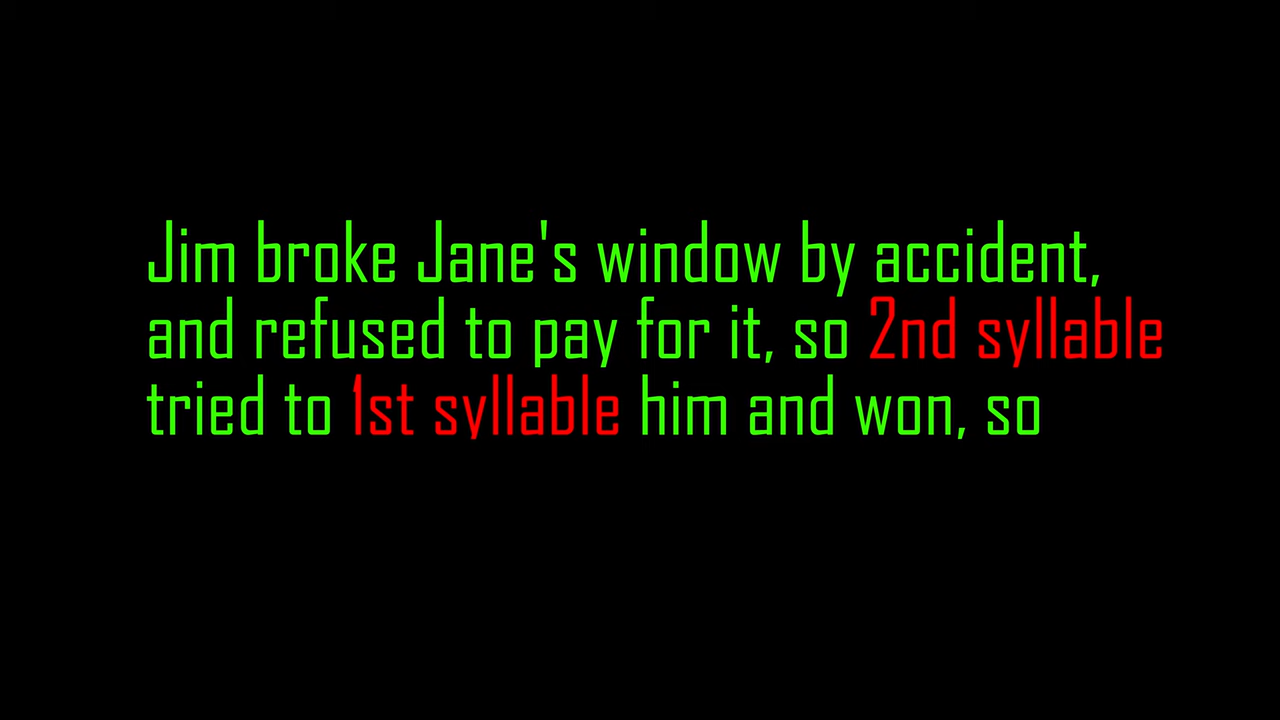 Jim broke Jane's window by accident,
and refused to pay for it, so 2nd syllable
tried to 1st syllable him and won, so